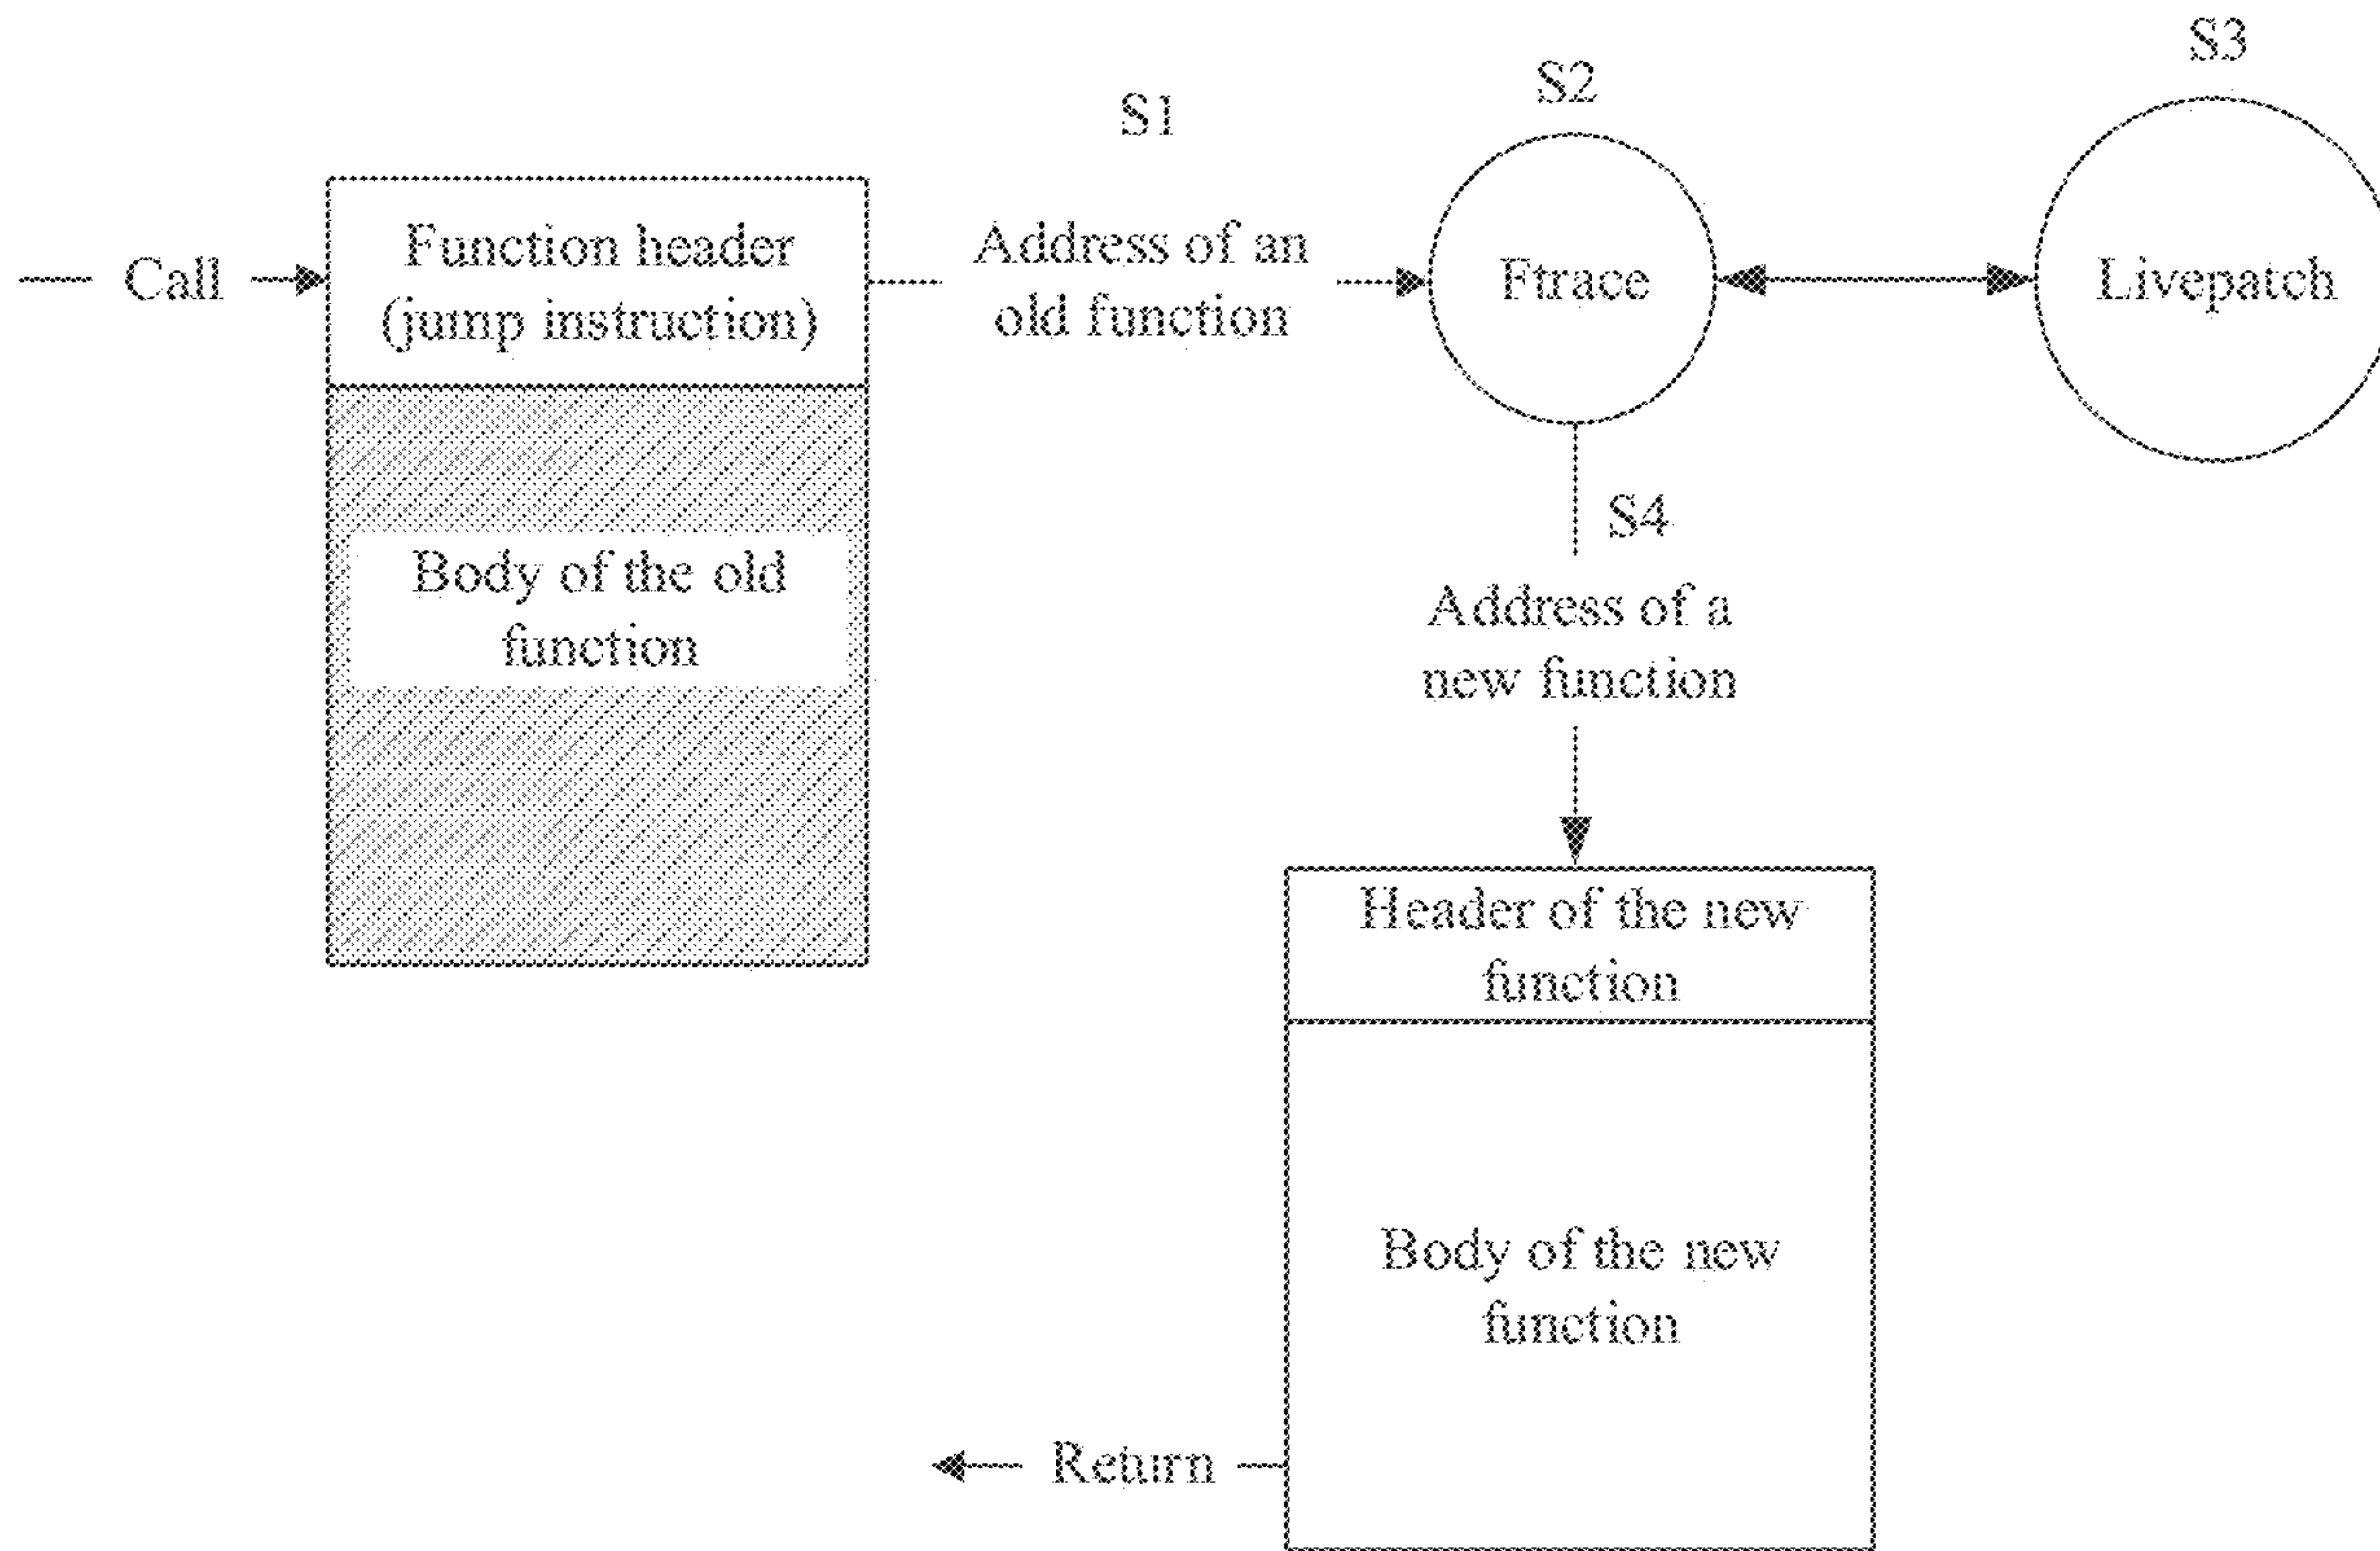 S3
S2
S1
Call
Function header
(jump instruction)
Address of an
old function
Ftrace
Livepatch
S4
Body of the old
function
Address of a
new function
Header of the new
function
Body of the new
function
Return